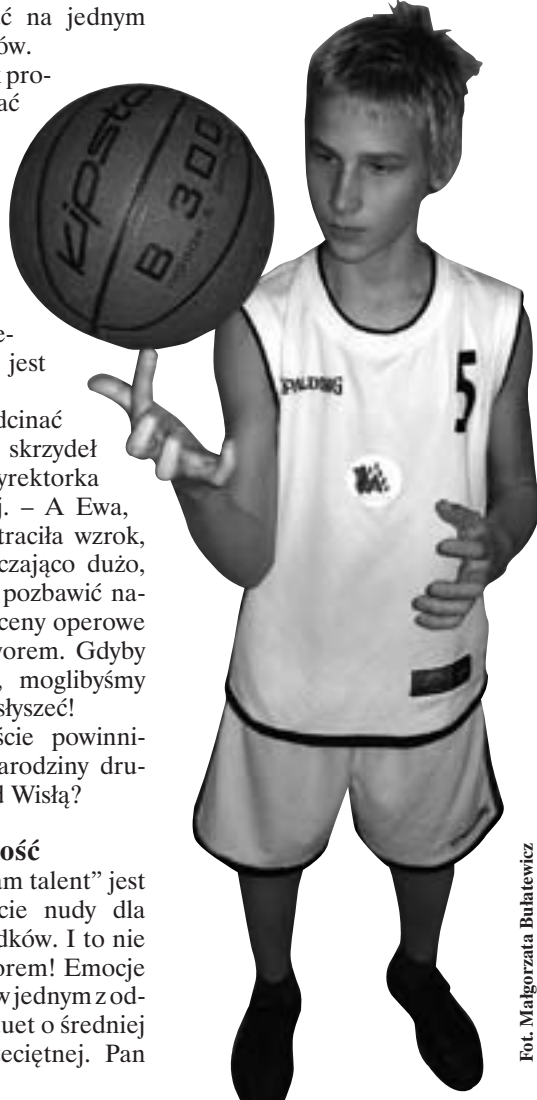 ć na jednym
ów.
pro-
ać
e-
jest
dcinać
skrzydeł
yrektorka
j. – A Ewa,
traciła wzrok,
czająco dużo,
pozbawić na-
ceny operowe
vorem. Gdyby
, moglibyśmy
słyszeć!
ście powinni-
arodziny dru-
d Wisłą?
ość
am talent” jest
cie nudy dla
dków. I to nie
orem! Emocje
w jednym z od-
uet o średniej
eciętnej. Pan
kipsta
B 300
SPALDING
5
Fot. Małgorzata Bułatewicz